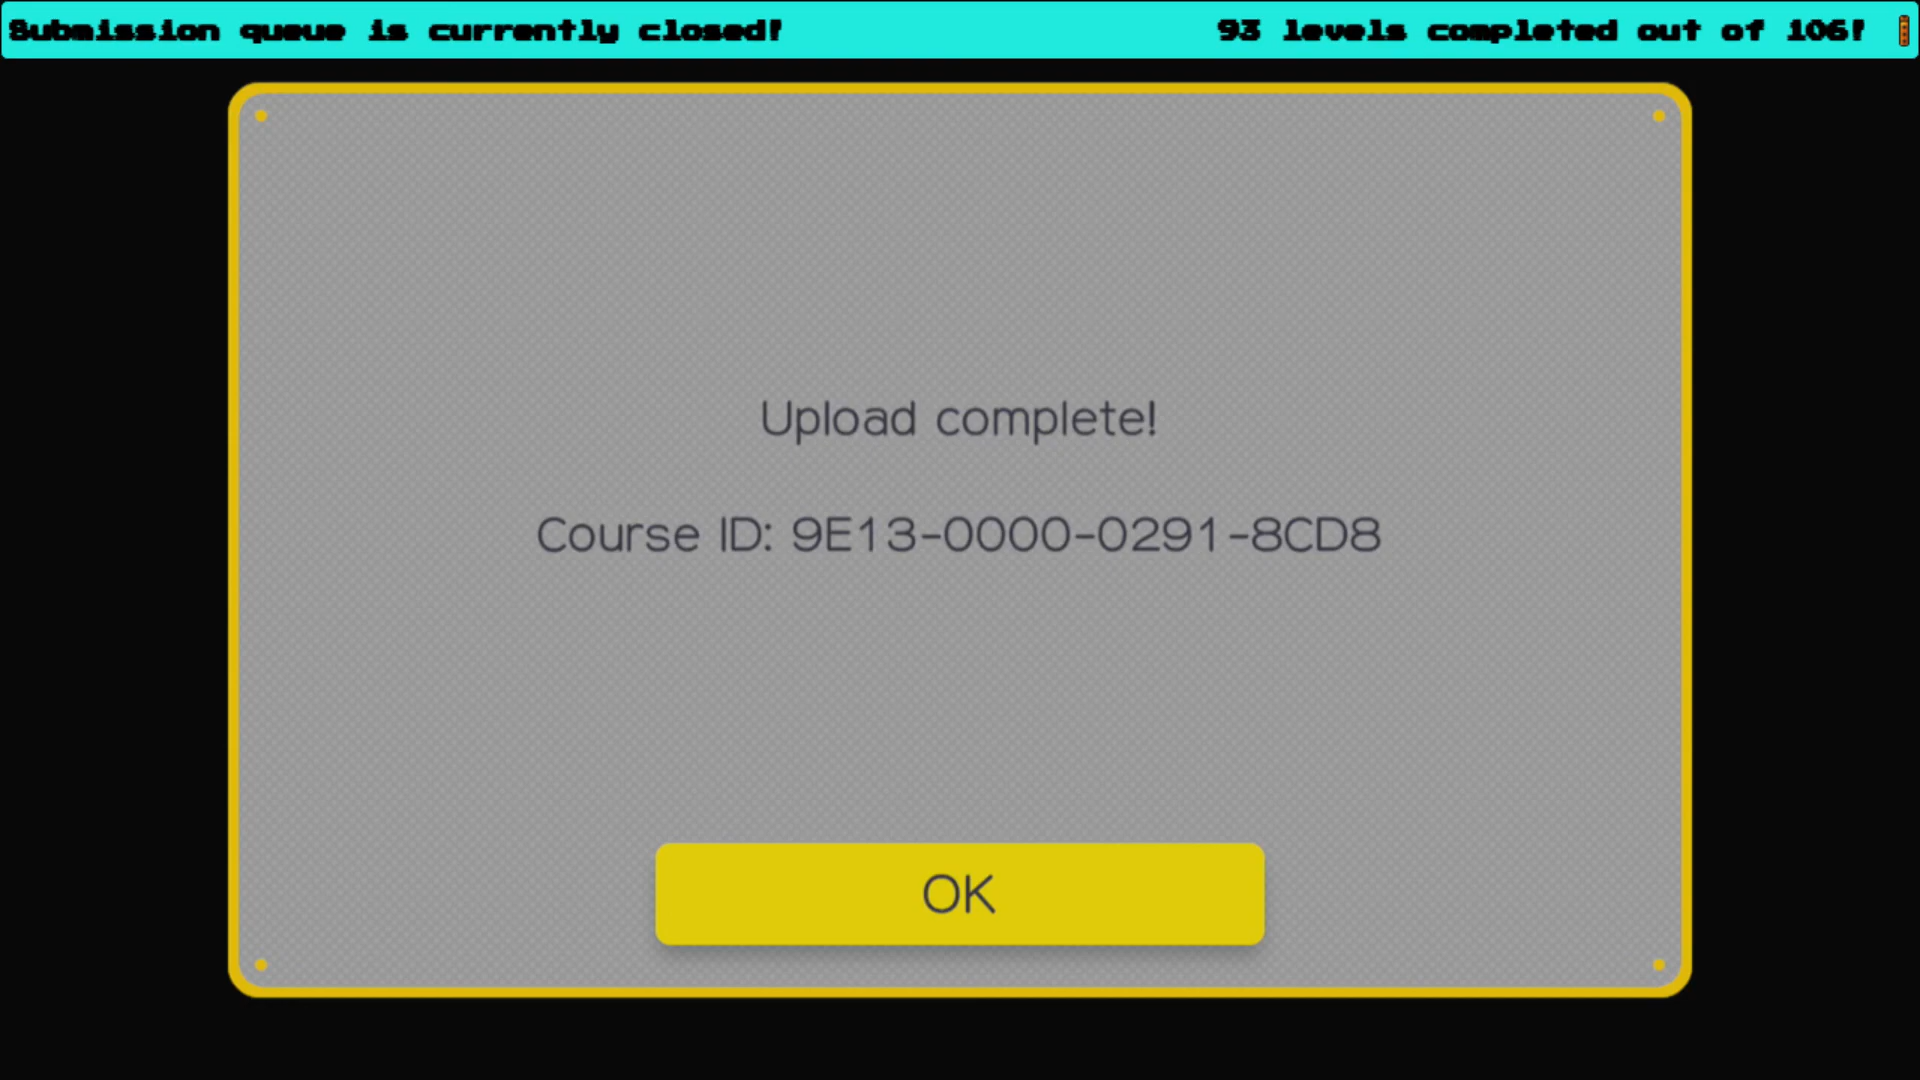 Submission queue is currently closed!
93 levels completed out of 106!
Upload complete!
Course ID: 9E13-0000-0291-8CD8
OK